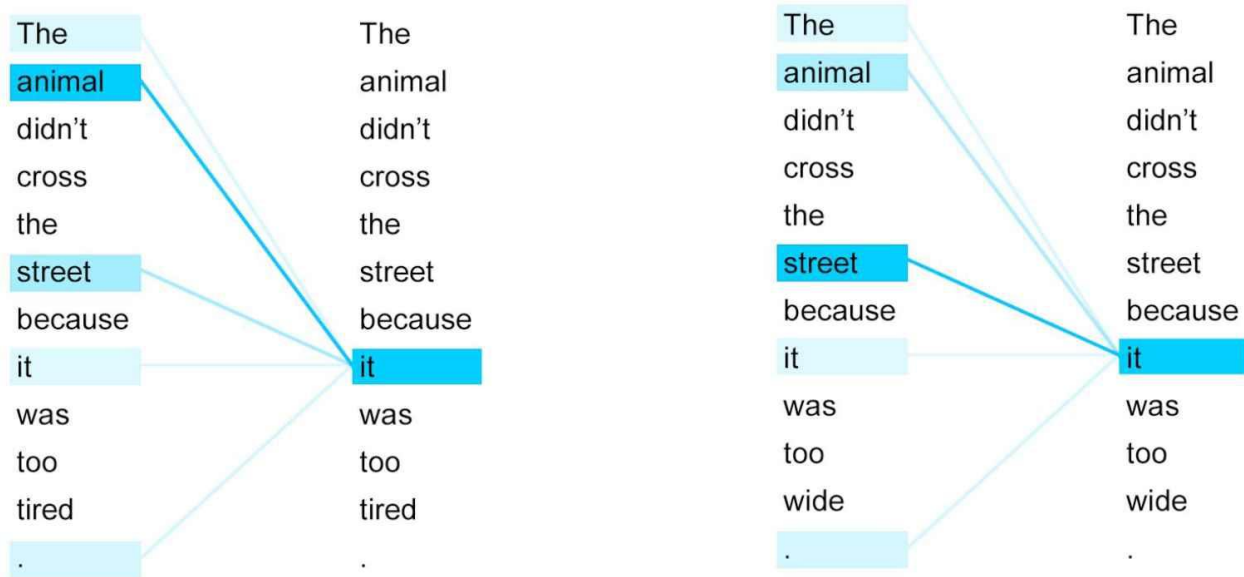 The
animal
didn't
cross
the
street
because
it
was
too
tired
.
The
animal
didn't
cross
the
street
because
it
was
too
tired
.
The
animal
didn't
cross
the
street
because
it
was
too
wide
.
The
animal
didn't
cross
the
street
because
it
was
too
wide
.